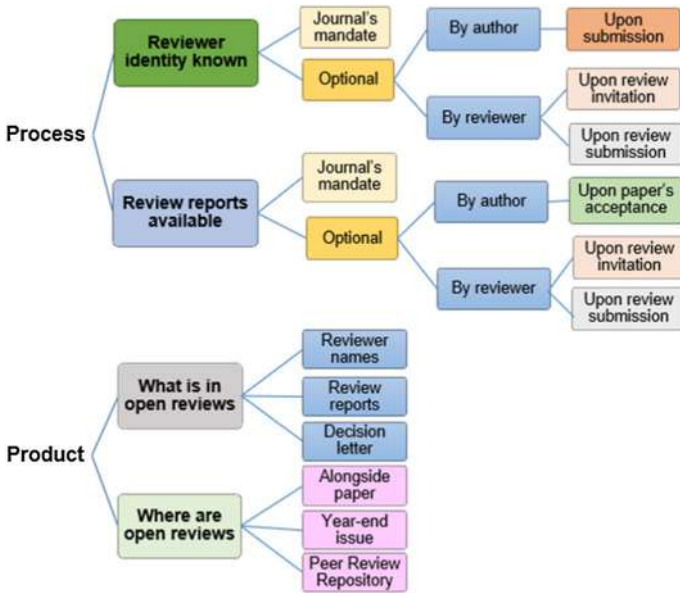 Process
Reviewer
identity known
Journal's
mandate
Optional
By author
Upon
submission
By reviewer
Upon review
invitation
Upon review
submission
Review reports
available
Journal's
mandate
Optional
By author
Upon paper's
acceptance
By reviewer
Upon review
invitation
Upon review
submission
Product
What is in
open reviews
Reviewer
names
Review
reports
Decision
letter
Where are
open reviews
Alongside
paper
Year-end
issue
Peer Review
Repository